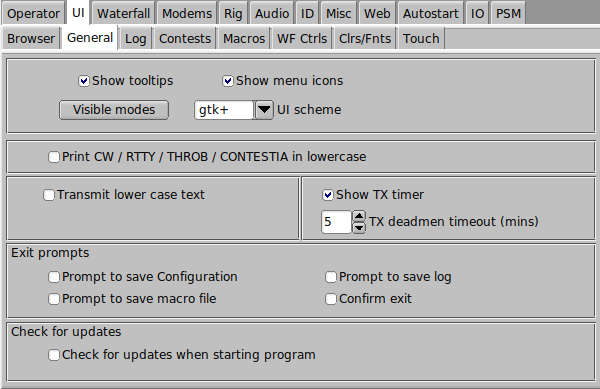 Operator UI Waterfall Modems Rig Audio ID Misc Web Autostart IO PSM
Browser General Log Contests Macros WF Ctrls Clrs/Fnts Touch
Show tooltips Show menu icons
Visible modes gtk+ UI scheme
Print CW / RTTY / THROB / CONTESTIA in lowercase
Transmit lower case text Show TX timer
5 TX deadmen timeout (mins)
Exit prompts
Prompt to save Configuration Prompt to save log
Prompt to save macro file Confirm exit
Check for updates
Check for updates when starting program